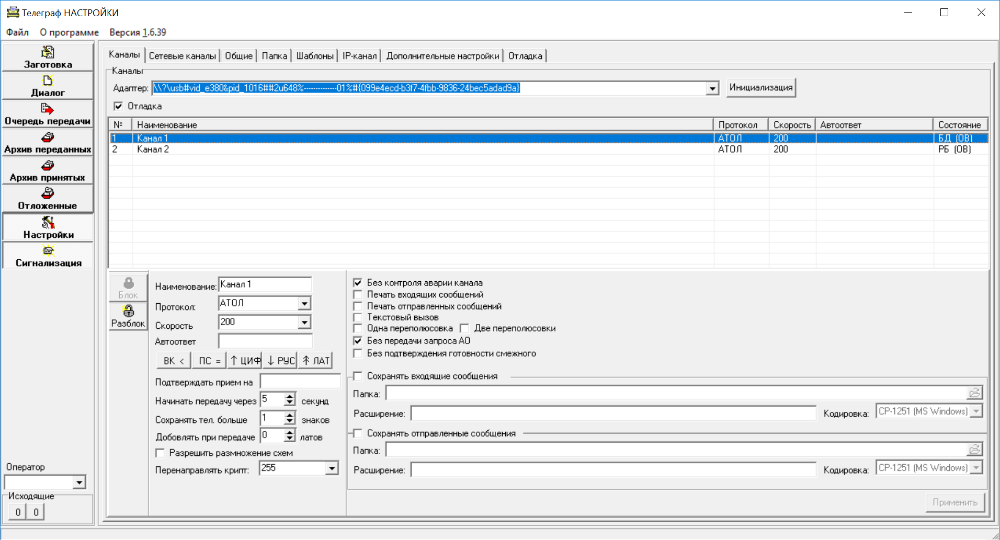 Телеграф НАСТРОЙКИ
Файл О программе Версия 1.6.39
Заготовка
Диалог
Очередь передачи
Архив переданных
Архив принятых
Отложенные
Настройки
Сигнализация
Оператор
Исходящие
0 0
Каналы Сетевые каналы Общие Папка Шаблоны IP-канал Дополнительные настройки Отладка
Каналы
Адаптер: \\?\usb#vid_e380&pid_1016##2u648%-------------01%#{099e4ecd-b3f7-4fbb-9836-24bec5adad9a} Инициализация
Отладка
№ Наименование Протокол Скорость Автоответ Состояние
1 Канал 1 АТОЛ 200 БД (ОВ)
2 Канал 2 АТОЛ 200 РБ (ОВ)
Блок
Разблок
Наименование: Канал 1
Протокол: АТОЛ
Скорость 200
Автоответ
ВК < ПС = ↑ ЦИФ ↓ РУС ↟ ЛАТ
Подтверждать прием на
Начинать передачу через 5 секунд
Сохранять тел. больше 1 знаков
Добовлять при передаче 0 латов
Разрешить размножение схем
Перенаправлять крипт: 255
Без контроля аварии канала
Печать входящих сообщений
Печать отправленных сообщений
Текстовый вызов
Одна переполюсовка Две переполюсовки
Без передачи запроса АО
Без подтверждения готовности смежного
Сохранять входящие сообщения
Папка:
Расширение: Кодировка: CP-1251 (MS Windows)
Сохранять отправленные сообщения
Папка:
Расширение: Кодировка: CP-1251 (MS Windows)
Применить